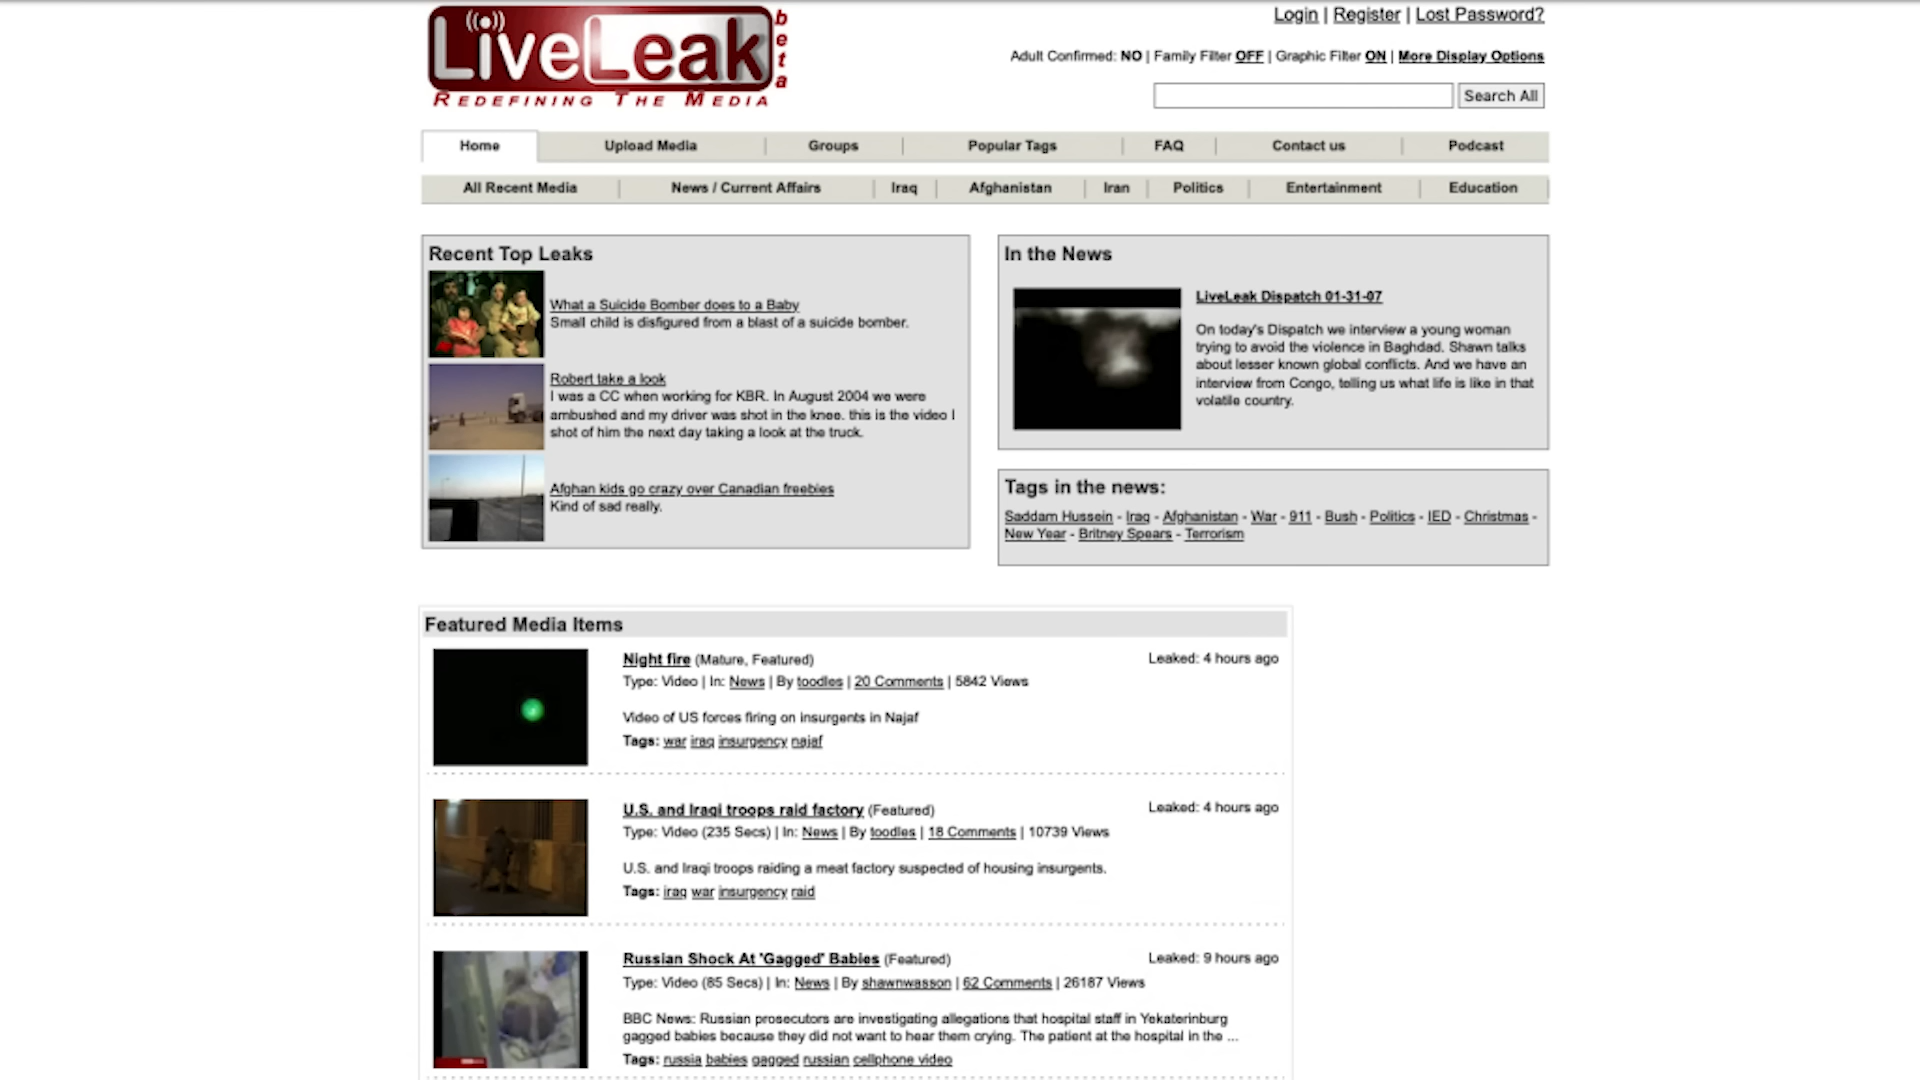 LiveLeak beta
REDEFINING THE MEDIA
Login | Register | Lost Password?
Adult Confirmed: NO | Family Filter OFF | Graphic Filter ON | More Display Options
Search All
Home | Upload Media | Groups | Popular Tags | FAQ | Contact us | Podcast
All Recent Media | News / Current Affairs | Iraq | Afghanistan | Iran | Politics | Entertainment | Education
Recent Top Leaks
What a Suicide Bomber does to a Baby
Small child is disfigured from a blast of a suicide bomber.
Robert take a look
I was a CC when working for KBR. In August 2004 we were
ambushed and my driver was shot in the knee. this is the video I
shot of him the next day taking a look at the truck.
Afghan kids go crazy over Canadian freebies
Kind of sad really.
In the News
LiveLeak Dispatch 01-31-07
On today's Dispatch we interview a young woman
trying to avoid the violence in Baghdad. Shawn talks
about lesser known global conflicts. And we have an
interview from Congo, telling us what life is like in that
volatile country.
Tags in the news:
Saddam Hussein - Iraq - Afghanistan - War - 911 - Bush - Politics - IED - Christmas -
New Year - Britney Spears - Terrorism
Featured Media Items
Night fire (Mature, Featured)
Leaked: 4 hours ago
Type: Video | In: News | By toodles | 20 Comments | 5842 Views
Video of US forces firing on insurgents in Najaf
Tags: war iraq insurgency najaf
U.S. and Iraqi troops raid factory (Featured)
Leaked: 4 hours ago
Type: Video (235 Secs) | In: News | By toodles | 18 Comments | 10739 Views
U.S. and Iraqi troops raiding a meat factory suspected of housing insurgents.
Tags: iraq war insurgency raid
Russian Shock At 'Gagged' Babies (Featured)
Leaked: 9 hours ago
Type: Video (85 Secs) | In: News | By shawnwasson | 62 Comments | 26187 Views
BBC News: Russian prosecutors are investigating allegations that hospital staff in Yekaterinburg
gagged babies because they did not want to hear them crying. The patient at the hospital in the ...
Tags: russia babies gagged russian cellphone video